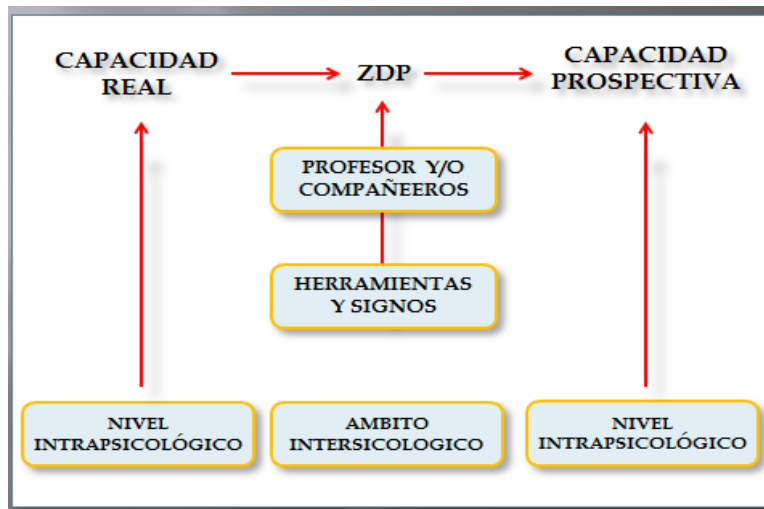 CAPACIDAD
REAL
ZDP
CAPACIDAD
PROSPECTIVA
PROFESOR Y/O
COMPAÑEEROS
HERRAMIENTAS
Y SIGNOS
NIVEL
INTRAPSICOLÓGICO
AMBITO
INTERSICOLOGICO
NIVEL
INTRAPSICOLÓGICO